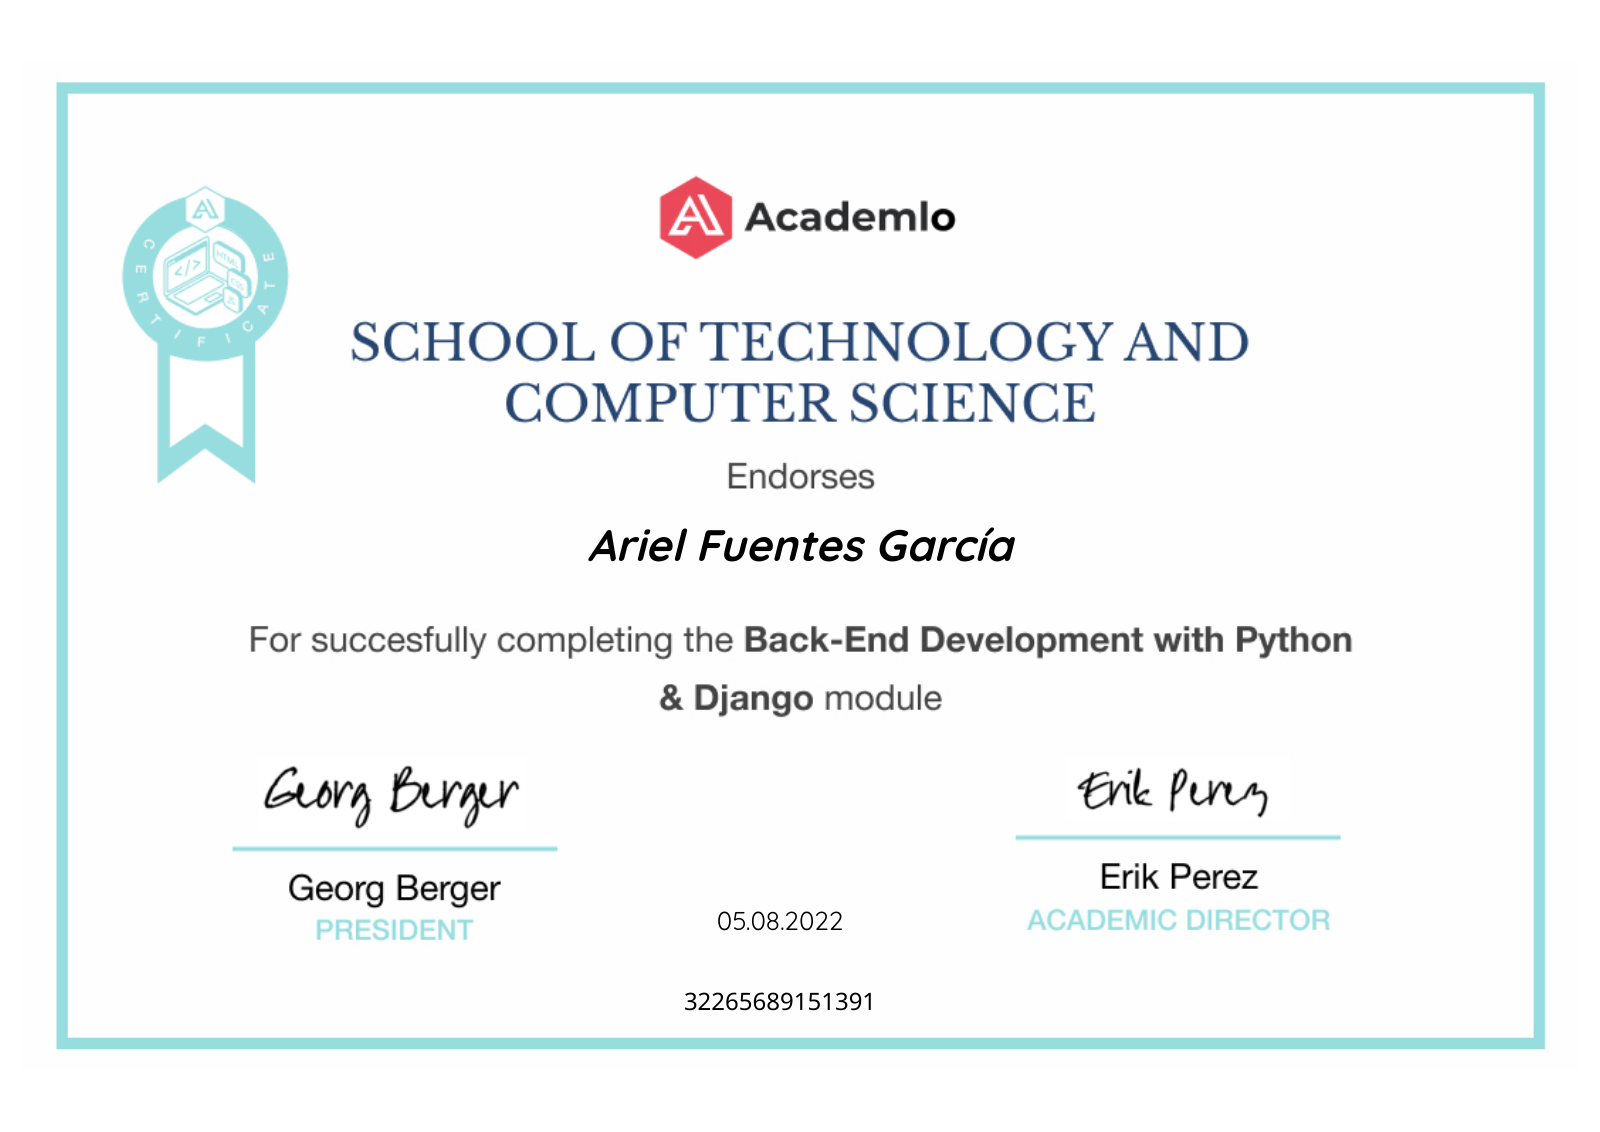 Academlo
CERTIFICATE
</>
HTML
CSS
JS
SCHOOL OF TECHNOLOGY AND
COMPUTER SCIENCE
Endorses
Ariel Fuentes García
For succesfully completing the Back-End Development with Python
& Django module
Georg Berger
Erik Perez
Georg Berger
Erik Perez
PRESIDENT
05.08.2022
ACADEMIC DIRECTOR
32265689151391